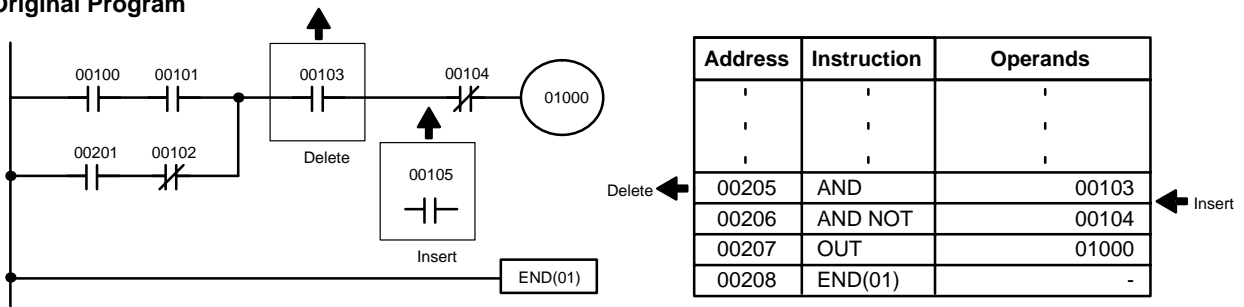 Original Program
00100 00101 00103 00104
01000
00201 00102
Delete
00105
Insert
END(01)
Address Instruction Operands
Delete 00205 AND 00103
Insert
00206 AND NOT 00104
00207 OUT 01000
00208 END(01) -